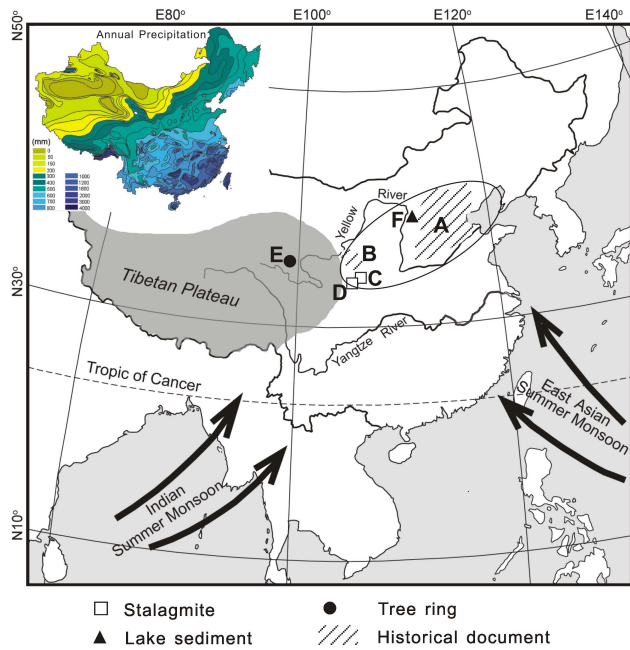 E80°
E100°
E120°
E140°
N50°
N30°
N10°
Annual Precipitation
(mm)
0
50
150
200
300
400
500
600
700
800
1000
1200
1600
2000
3000
4000
Yellow
River
F
A
B
E
C
D
Tibetan Plateau
Yangtze River
Tropic of Cancer
East Asian
Summer Monsoon
Indian
Summer Monsoon
Stalagmite
Tree ring
Lake sediment
Historical document